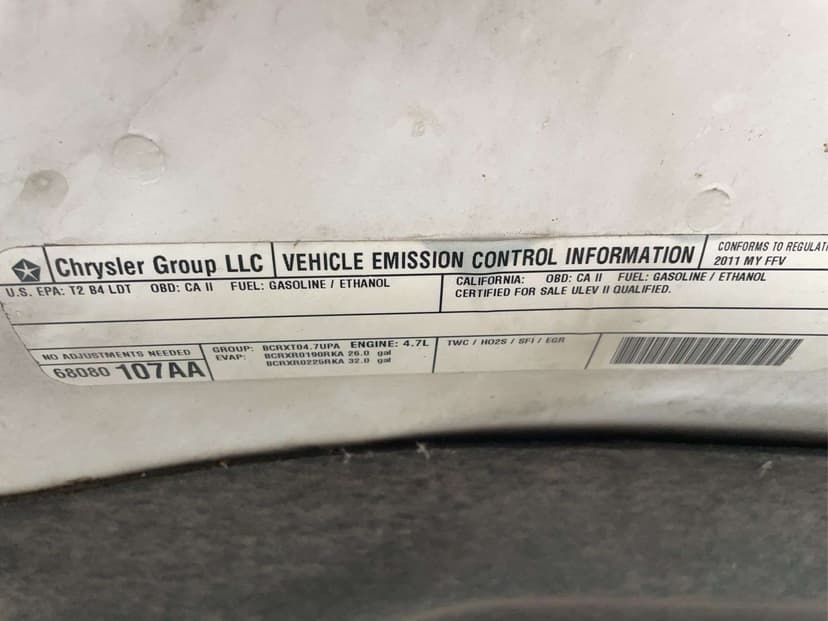 Chrysler Group LLC VEHICLE EMISSION CONTROL INFORMATION CONFORMS TO
2011 MY FFV
U.S. EPA: T2 B4 LDT OBD: CA II FUEL: GASOLINE / ETHANOL
CALIFORNIA: OBD: CA II FUEL: GASOLINE / ETHANOL
CERTIFIED FOR SALE ULEV II QUALIFIED.
NO ADJUSTMENTS NEEDED
68080 107AA
GROUP: BCRXT04.7UPA ENGINE: 4.7L
EVAP: BCRXR0190RKA 26.0 gal
BCRXR0225RKA 32.0 gal
TWC / HO2S / SFI / EGR